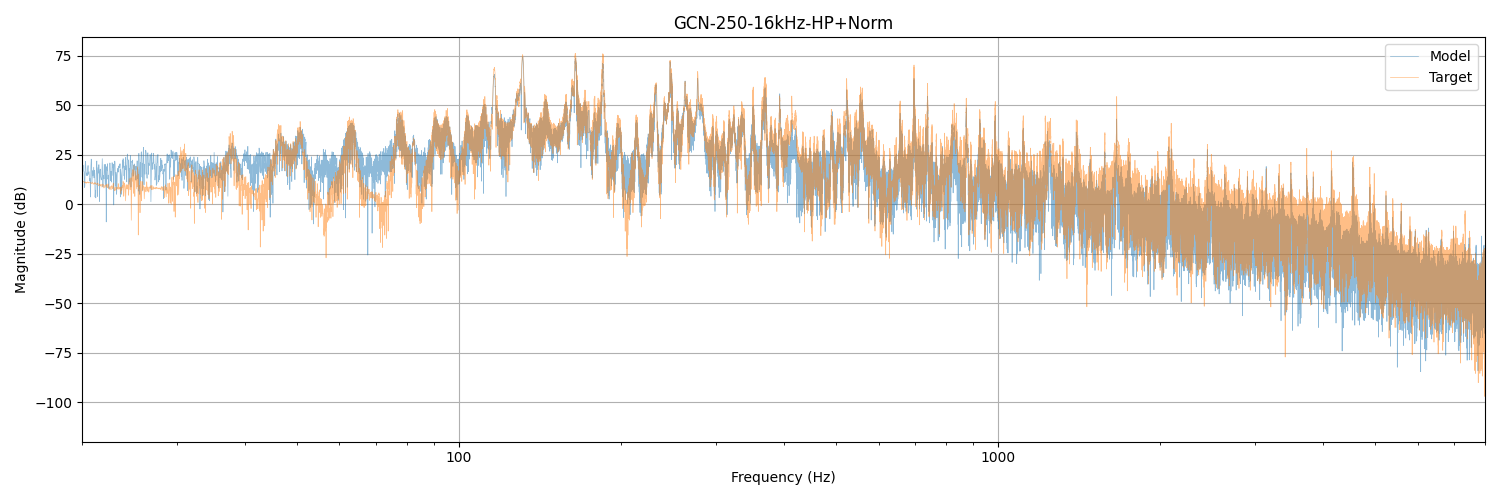 GCN-250-16kHz-HP+Norm
Model
Target
Magnitude (dB)
75
50
25
0
−25
−50
−75
−100
100
1000
Frequency (Hz)